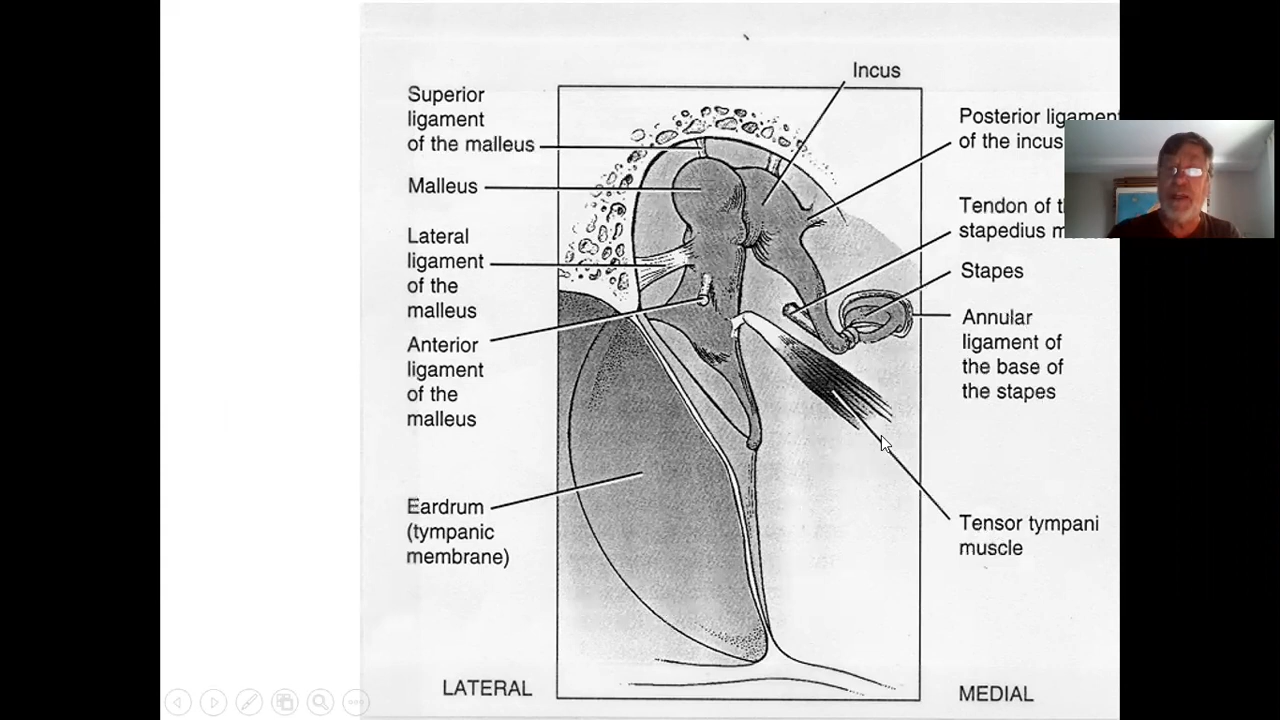 Superior
ligament
of the malleus
Malleus
Lateral
ligament
of the
malleus
Anterior
ligament
of the
malleus
Eardrum
(tympanic
membrane)
LATERAL
Incus
Posterior ligament
of the incus
Tendon of
stapedius
Stapes
Annular
ligament of
the base of
the stapes
Tensor tympani
muscle
MEDIAL